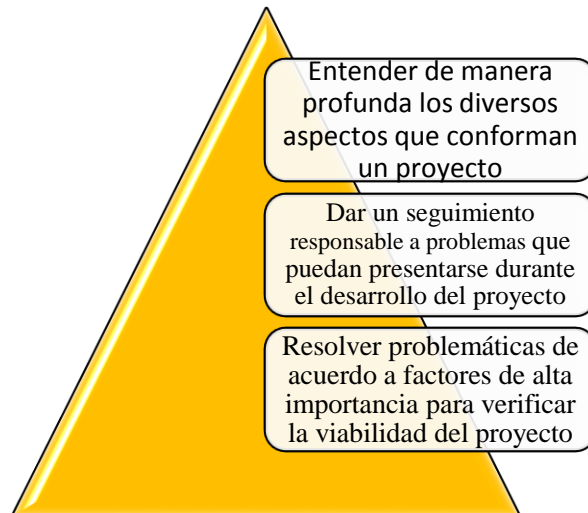 Entender de manera
profunda los diversos
aspectos que conforman
un proyecto
Dar un seguimiento
responsable a problemas que
puedan presentarse durante
el desarrollo del proyecto
Resolver problemáticas de
acuerdo a factores de alta
importancia para verificar
la viabilidad del proyecto